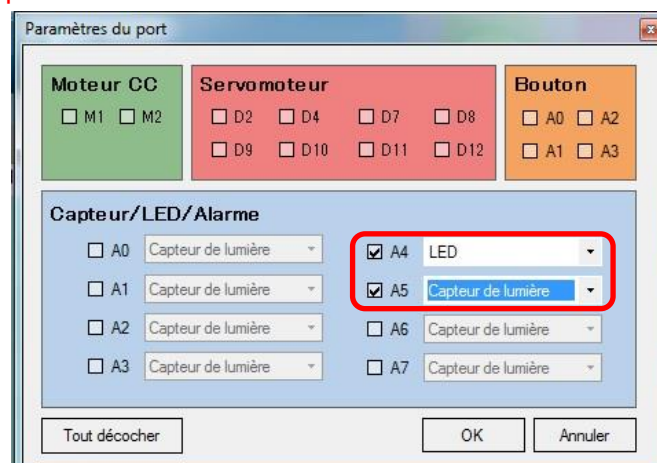 Paramètres du port
Moteur CC
M1 M2
Servomoteur
D2 D4 D7 D8
D9 D10 D11 D12
Bouton
A0 A2
A1 A3
Capteur/LED/Alarme
A0 Capteur de lumière
A1 Capteur de lumière
A2 Capteur de lumière
A3 Capteur de lumière
A4 LED
A5 Capteur de lumière
A6 Capteur de lumière
A7 Capteur de lumière
Tout décocher
OK
Annuler